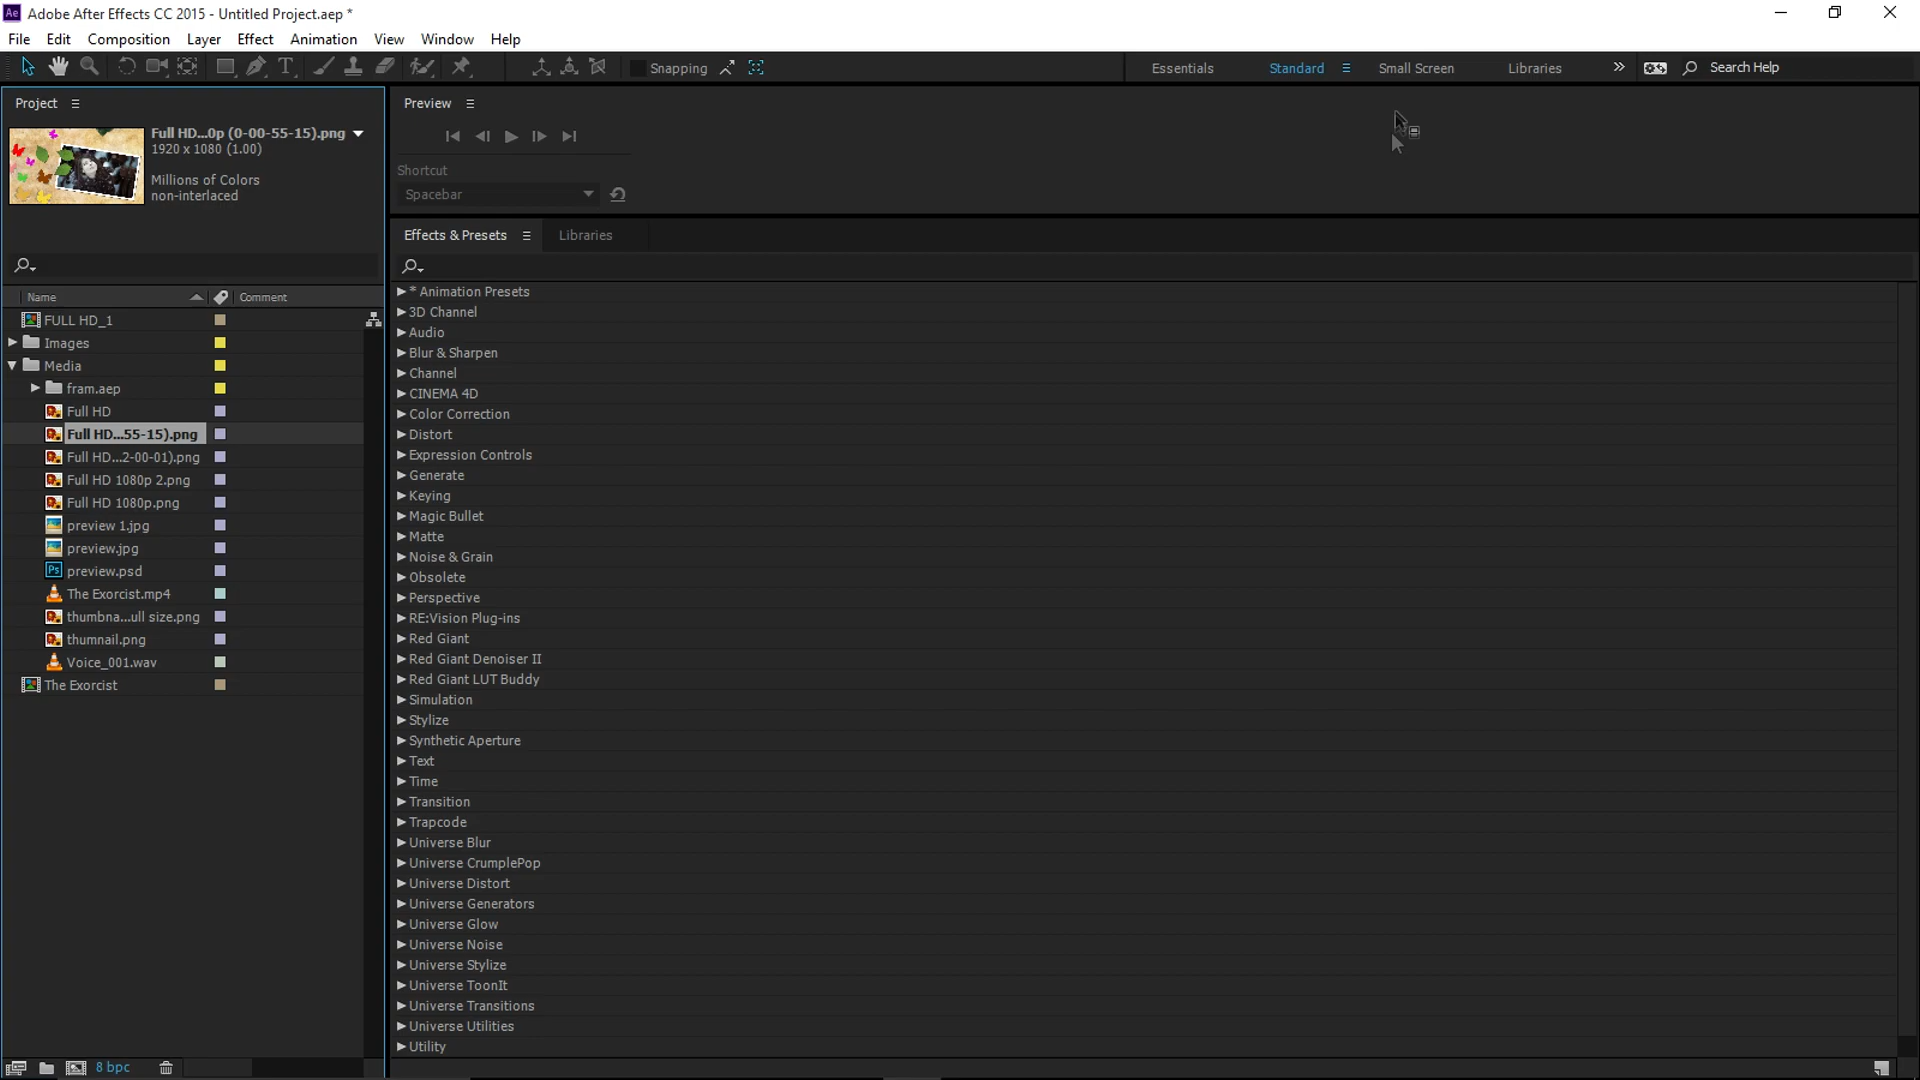 Ae Adobe After Effects CC 2015 - Untitled Project.aep *
File Edit Composition Layer Effect Animation View Window Help
T Snapping Essentials Standard Small Screen Libraries Search Help
Project
Full HD...0p (0-00-55-15).png
1920 x 1080 (1.00)
Millions of Colors
non-interlaced
Name Comment
FULL HD_1
Images
Media
fram.aep
Full HD
Full HD...55-15).png
Full HD...2-00-01).png
Full HD 1080p 2.png
Full HD 1080p.png
preview 1.jpg
preview.jpg
Ps preview.psd
The Exorcist.mp4
thumbna...ull size.png
thumnail.png
Voice_001.wav
The Exorcist
8 bpc
Preview
Shortcut
Spacebar
Effects & Presets Libraries
* Animation Presets
3D Channel
Audio
Blur & Sharpen
Channel
CINEMA 4D
Color Correction
Distort
Expression Controls
Generate
Keying
Magic Bullet
Matte
Noise & Grain
Obsolete
Perspective
RE:Vision Plug-ins
Red Giant
Red Giant Denoiser II
Red Giant LUT Buddy
Simulation
Stylize
Synthetic Aperture
Text
Time
Transition
Trapcode
Universe Blur
Universe CrumplePop
Universe Distort
Universe Generators
Universe Glow
Universe Noise
Universe Stylize
Universe ToonIt
Universe Transitions
Universe Utilities
Utility